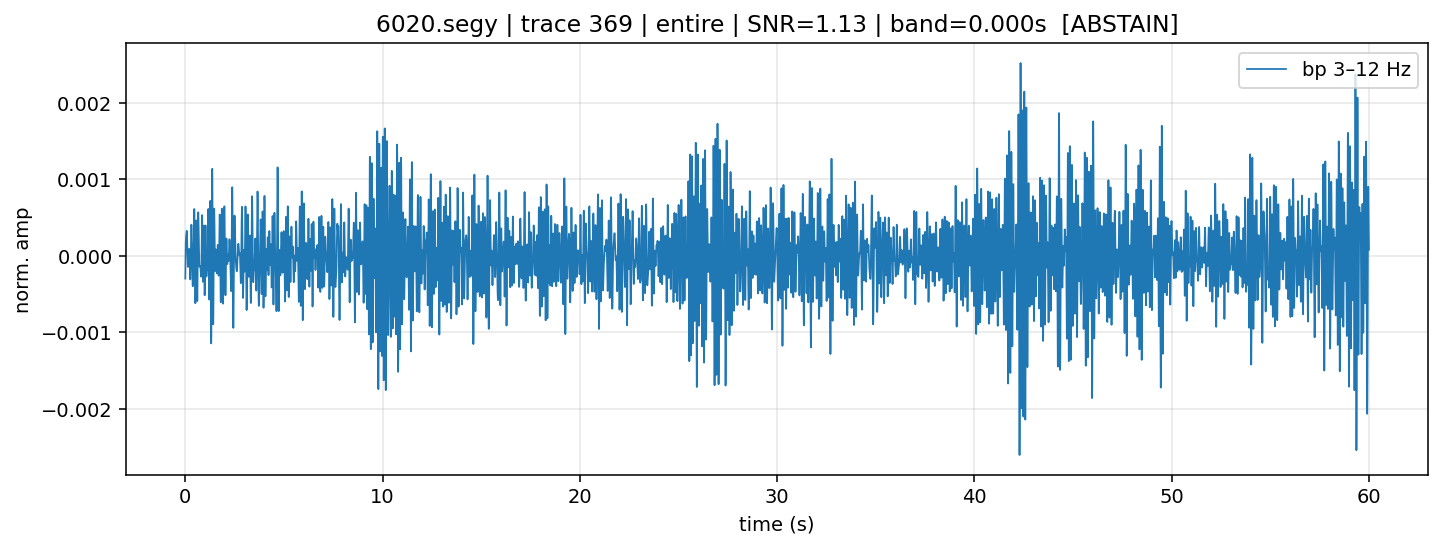 6020.segy | trace 369 | entire | SNR=1.13 | band=0.000s [ABSTAIN]
bp 3–12 Hz
norm. amp
0.002
0.001
0.000
−0.001
−0.002
0 10 20 30 40 50 60
time (s)